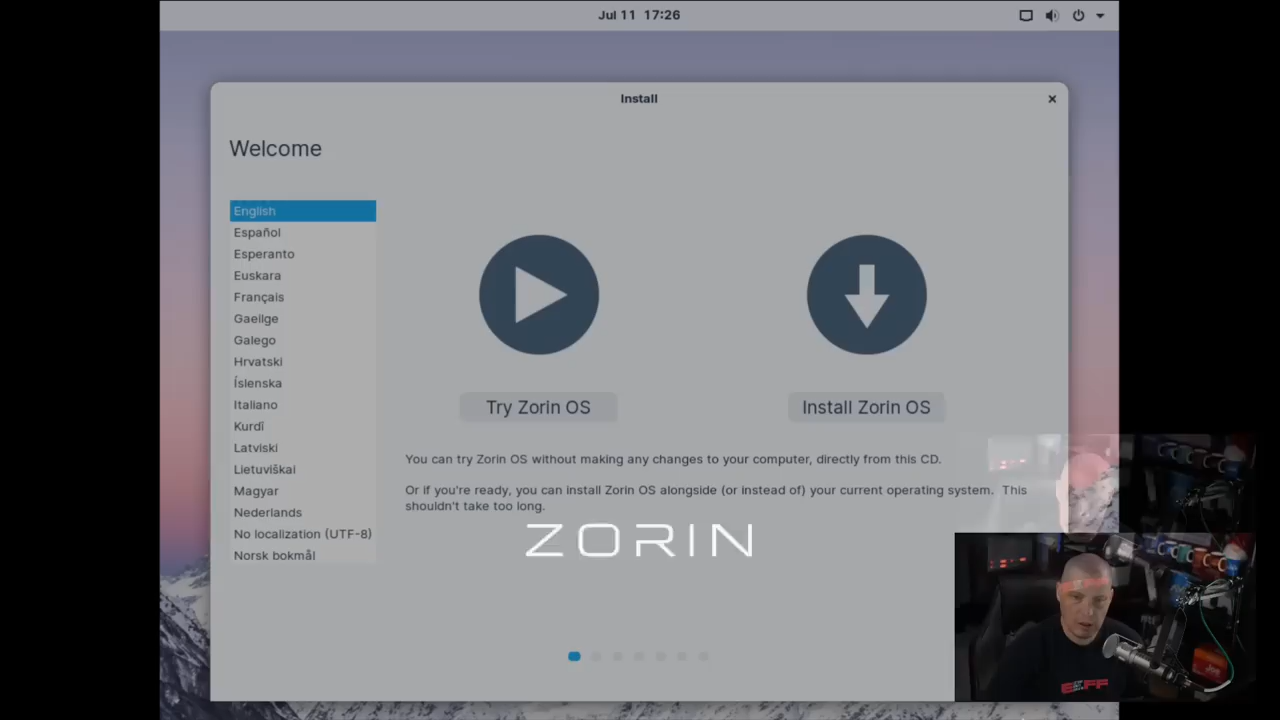 Jul 11 17:26
Install
Welcome
English
Español
Esperanto
Euskara
Français
Gaeilge
Galego
Hrvatski
Íslenska
Italiano
Kurdî
Latviski
Lietuviškai
Magyar
Nederlands
No localization (UTF-8)
Norsk bokmål
Try Zorin OS
Install Zorin OS
You can try Zorin OS without making any changes to your computer, directly from this CD.
Or if you're ready, you can install Zorin OS alongside (or instead of) your current operating system. This
shouldn't take too long.
ZORIN